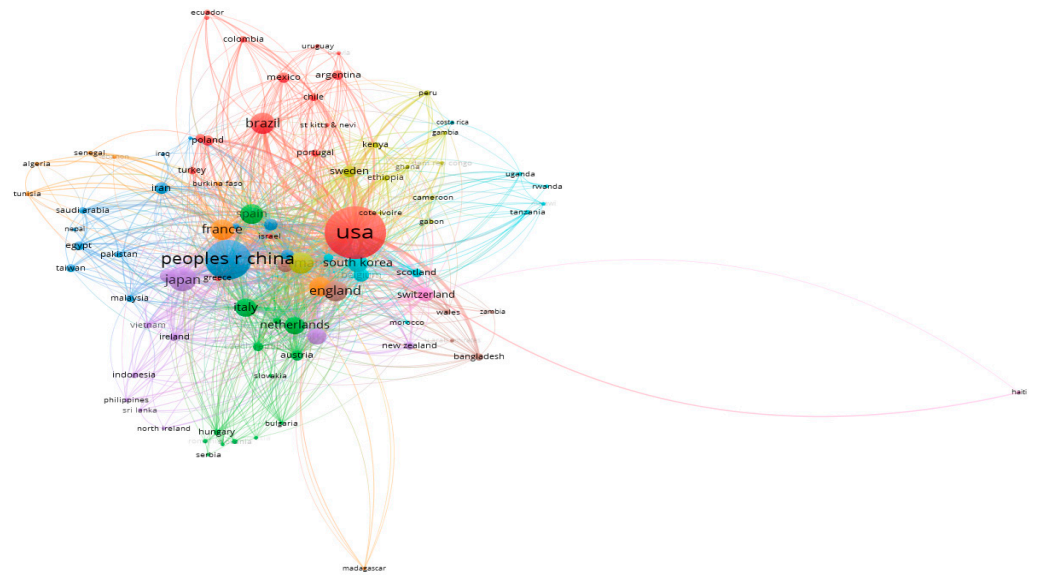 ecuador
colombia
uruguay
mexico
argentina
peru
chile
brazil
st kitts & nevi
costa rica
gambia
poland
kenya
senegal
iraq
portugal
algeria
ghana
turkey
sweden
ethiopia
uganda
burkina faso
iran
rwanda
tunisia
cameroon
saudi arabia
spain
cote ivoire
tanzania
gabon
nepal
france
usa
israel
egypt
pakistan
peoples r china
south korea
taiwan
scotland
japan
greece
england
switzerland
malaysia
italy
wales
zambia
vietnam
netherlands
morocco
ireland
new zealand
austria
bangladesh
indonesia
slovakia
haiti
philippines
sri lanka
bulgaria
north ireland
hungary
serbia
madagascar